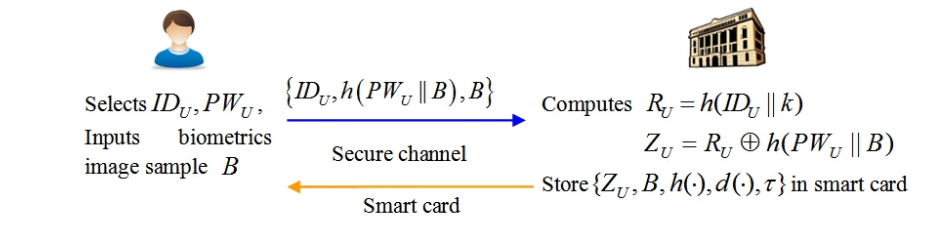 Selects ID_U, PW_U,
Inputs biometrics
image sample B
{ID_U, h(PW_U || B), B}
Secure channel
Smart card
Computes R_U = h(ID_U || k)
Z_U = R_U ⊕ h(PW_U || B)
Store {Z_U, B, h(·), d(·), τ} in smart card